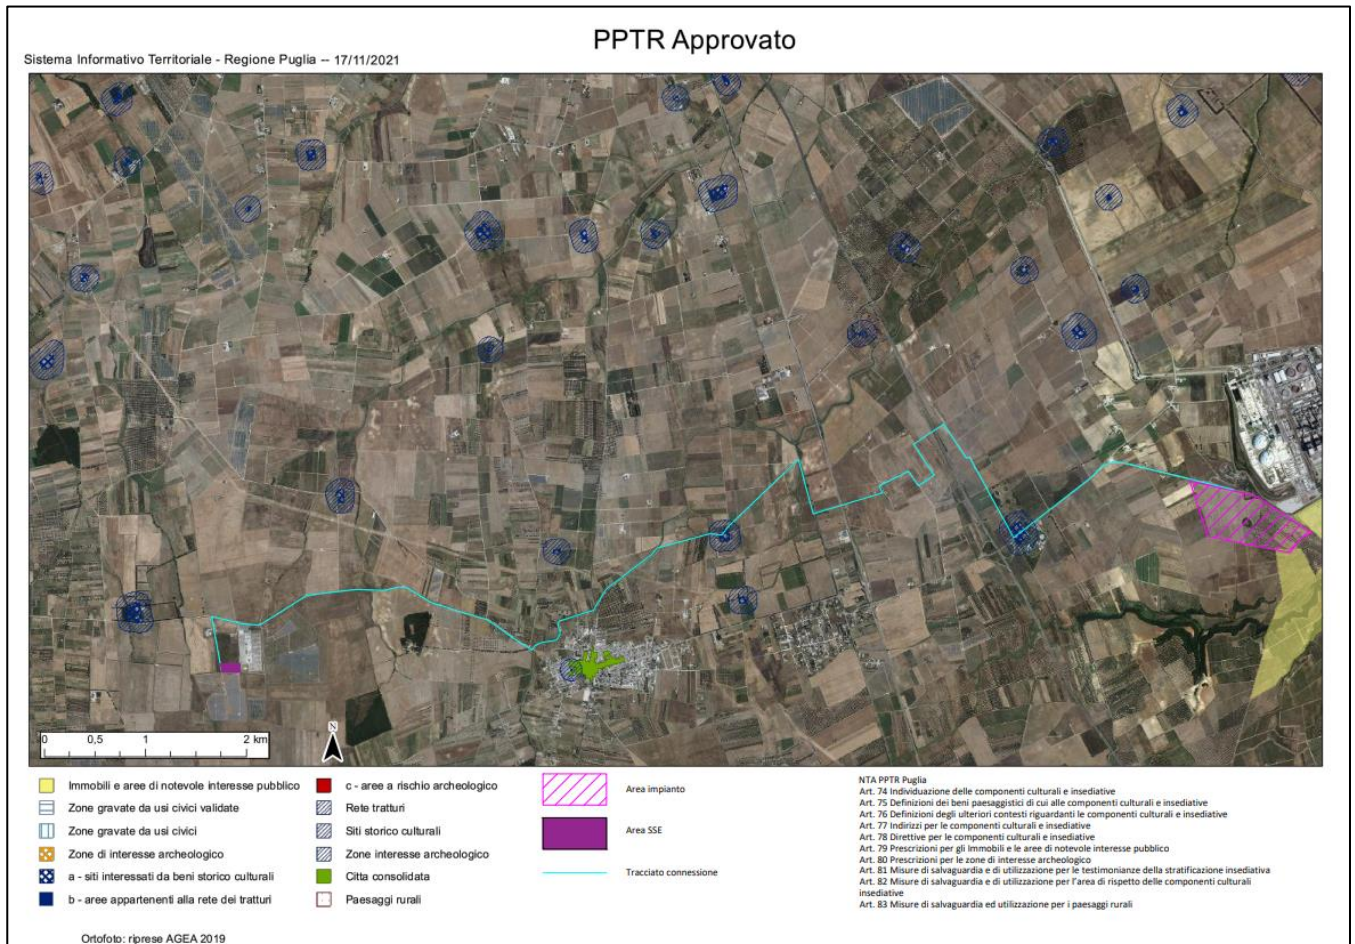 PPTR Approvato
Sistema Informativo Territoriale - Regione Puglia -- 17/11/2021
N
0 0,5 1 2 km
Immobili e aree di notevole interesse pubblico
Zone gravate da usi civici validate
Zone gravate da usi civici
Zone di interesse archeologico
a - siti interessati da beni storico culturali
b - aree appartenenti alla rete dei tratturi
c - aree a rischio archeologico
Rete tratturi
Siti storico culturali
Zone interesse archeologico
Citta consolidata
Paesaggi rurali
Area impianto
Area SSE
Tracciato connessione
NTA PPTR Puglia
Art. 74 Individuazione delle componenti culturali e insediative
Art. 75 Definizioni dei beni paesaggistici di cui alle componenti culturali e insediative
Art. 76 Definizioni degli ulteriori contesti riguardanti le componenti culturali e insediative
Art. 77 Indirizzi per le componenti culturali e insediative
Art. 78 Direttive per le componenti culturali e insediative
Art. 79 Prescrizioni per gli Immobili e le aree di notevole interesse pubblico
Art. 80 Prescrizioni per le zone di interesse archeologico
Art. 81 Misure di salvaguardia e di utilizzazione per le testimonianze della stratificazione insediativa
Art. 82 Misure di salvaguardia e di utilizzazione per l'area di rispetto delle componenti culturali
insediative
Art. 83 Misure di salvaguardia ed utilizzazione per i paesaggi rurali
Ortofoto: riprese AGEA 2019